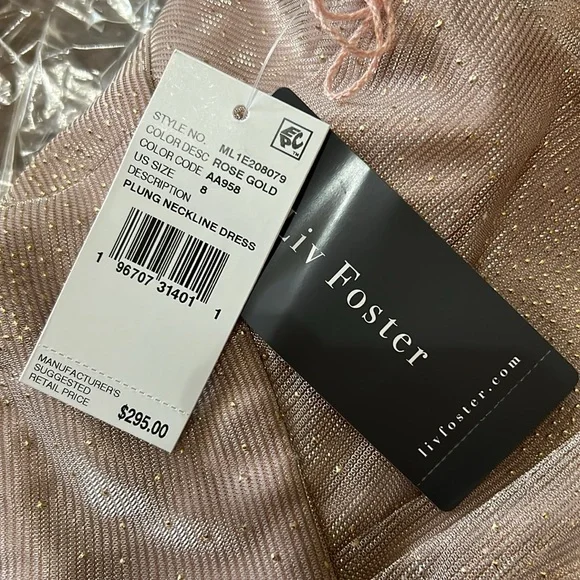 STYLE NO. ML1E208079
COLOR DESC ROSE GOLD
COLOR CODE AA958
US SIZE 8
DESCRIPTION
PLUNG NECKLINE DRESS
1 96707 31401 1
MANUFACTURER'S
SUGGESTED
RETAIL PRICE
$295.00
Liv Foster
livfoster.com